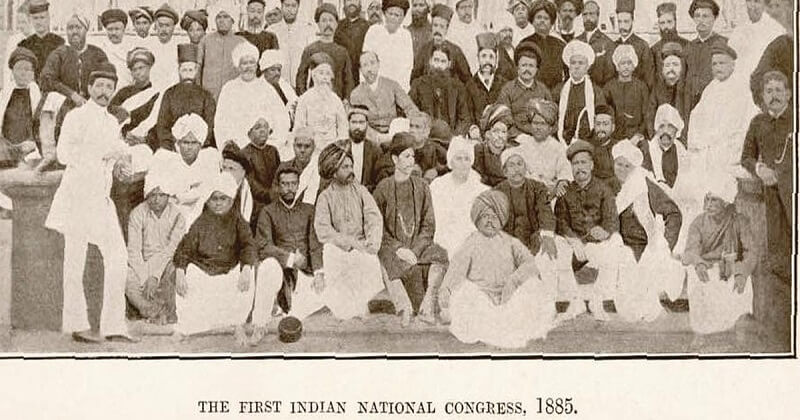 THE FIRST INDIAN NATIONAL CONGRESS, 1885.